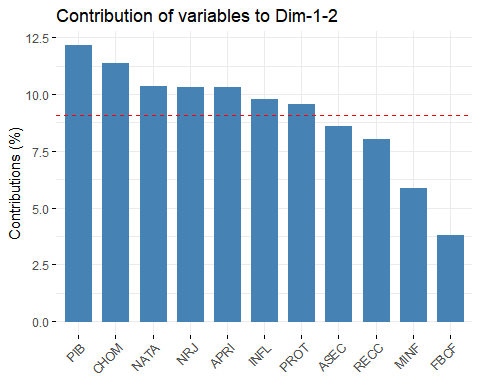 Contribution of variables to Dim-1-2
Contributions (%)
12.5
10.0
7.5
5.0
2.5
0.0
PIB
CHOM
NATA
NRJ
APRI
INFL
PROT
ASEC
RECC
MINF
FBCF